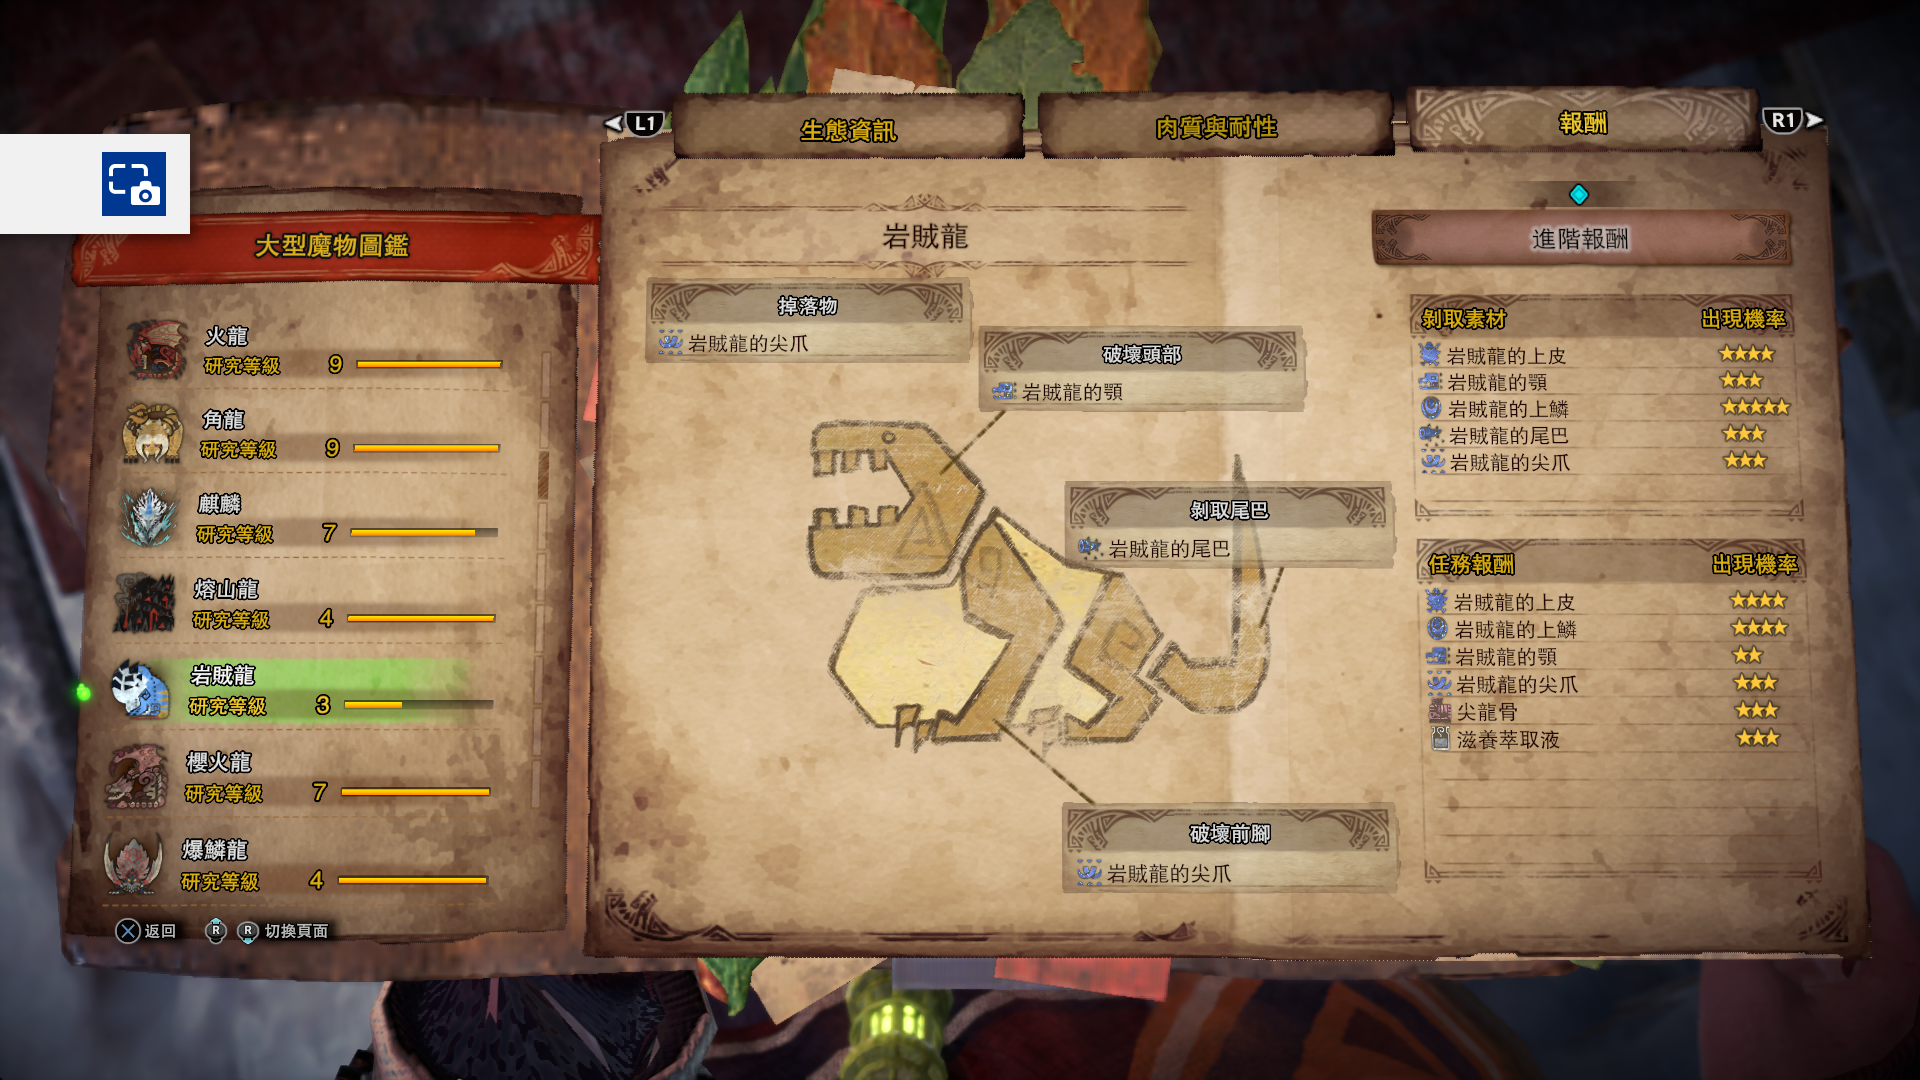 L1
生態資訊
肉質與耐性
報酬
R1
大型魔物圖鑑
火龍
研究等級 9
角龍
研究等級 9
麒麟
研究等級 7
熔山龍
研究等級 4
岩賊龍
研究等級 3
櫻火龍
研究等級 7
爆鱗龍
研究等級 4
返回 R R 切換頁面
岩賊龍
掉落物
岩賊龍的尖爪
破壞頭部
岩賊龍的顎
剝取尾巴
岩賊龍的尾巴
破壞前腳
岩賊龍的尖爪
進階報酬
剝取素材 出現機率
岩賊龍的上皮
岩賊龍的顎
岩賊龍的上鱗
岩賊龍的尾巴
岩賊龍的尖爪
任務報酬 出現機率
岩賊龍的上皮
岩賊龍的上鱗
岩賊龍的顎
岩賊龍的尖爪
尖龍骨
滋養萃取液